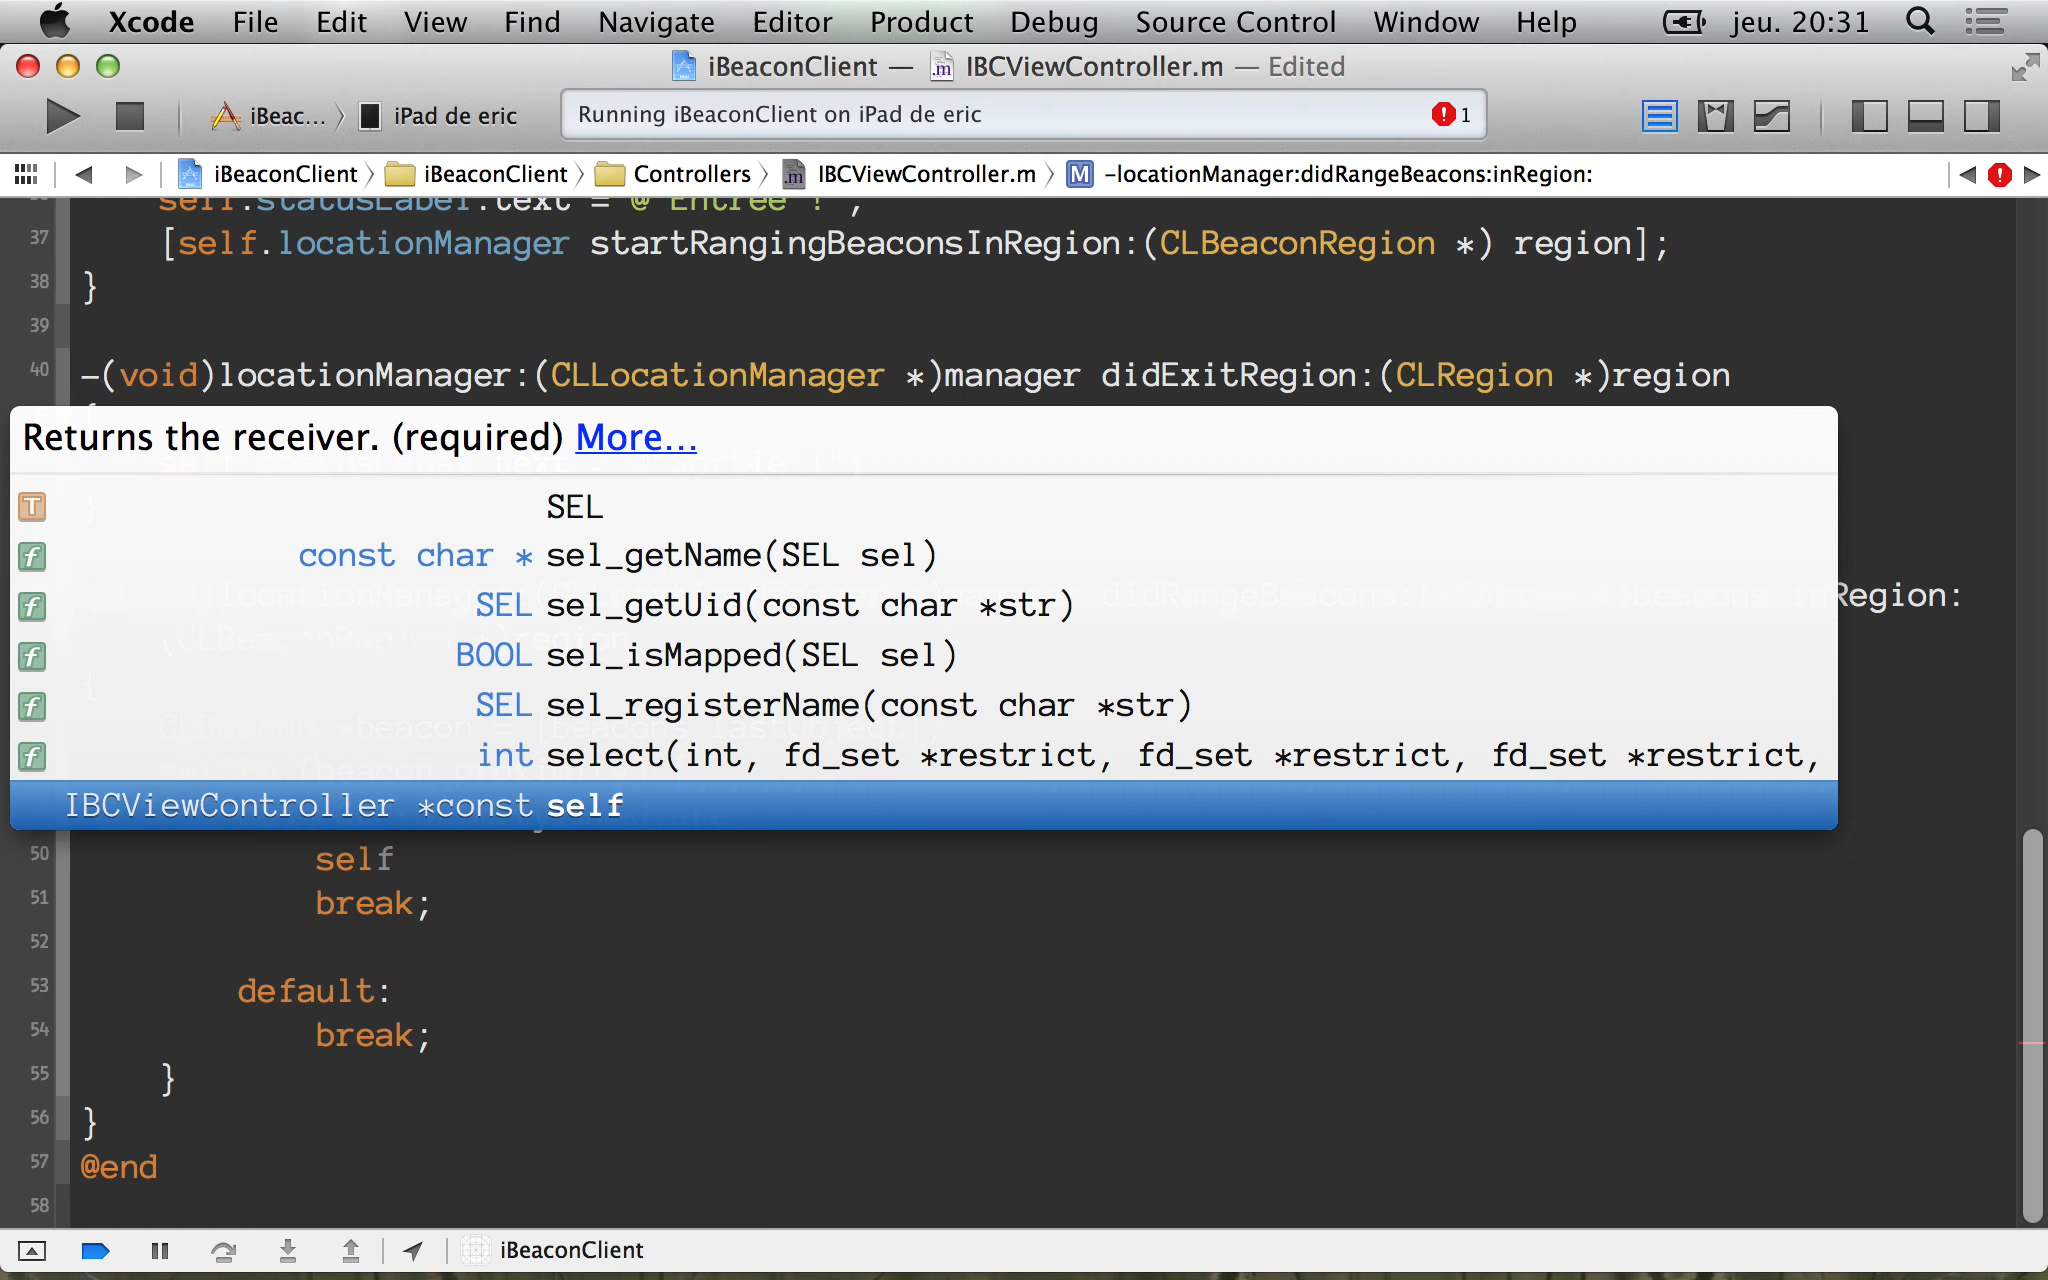 Xcode File Edit View Find Navigate Editor Product Debug Source Control Window Help jeu. 20:31
iBeaconClient — IBCViewController.m — Edited
iBeac... iPad de eric Running iBeaconClient on iPad de eric 1
iBeaconClient iBeaconClient Controllers IBCViewController.m M -locationManager:didRangeBeacons:inRegion:
self.statusLabel.text = @"Entrée !";
37 [self.locationManager startRangingBeaconsInRegion:(CLBeaconRegion *) region];
38 }
39
40 -(void)locationManager:(CLLocationManager *)manager didExitRegion:(CLRegion *)region
Returns the receiver. (required) More...
T SEL
f const char * sel_getName(SEL sel)
f SEL sel_getUid(const char *str)
inRegion:
f BOOL sel_isMapped(SEL sel)
f SEL sel_registerName(const char *str)
f int select(int, fd_set *restrict, fd_set *restrict, fd_set *restrict,
IBCViewController *const self
50 self
51 break;
52
53 default:
54 break;
55 }
56 }
57 @end
58
iBeaconClient